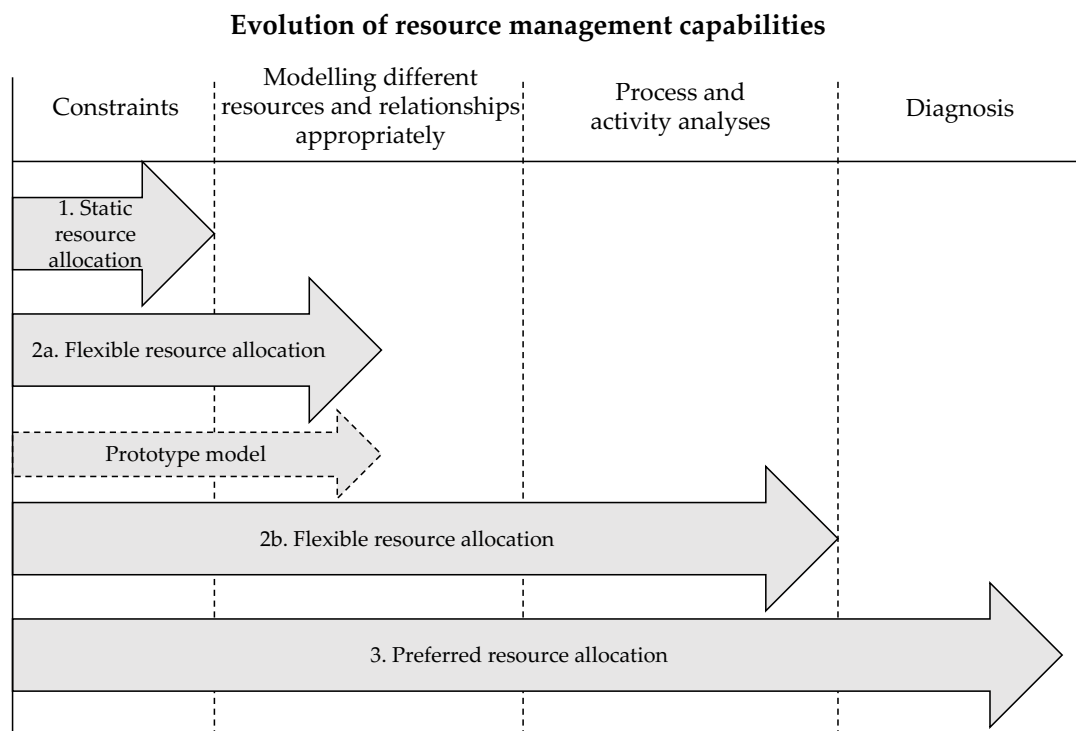 Evolution of resource management capabilities
Constraints
Modelling different
resources and relationships
appropriately
Process and
activity analyses
Diagnosis
1. Static
resource
allocation
2a. Flexible resource allocation
Prototype model
2b. Flexible resource allocation
3. Preferred resource allocation